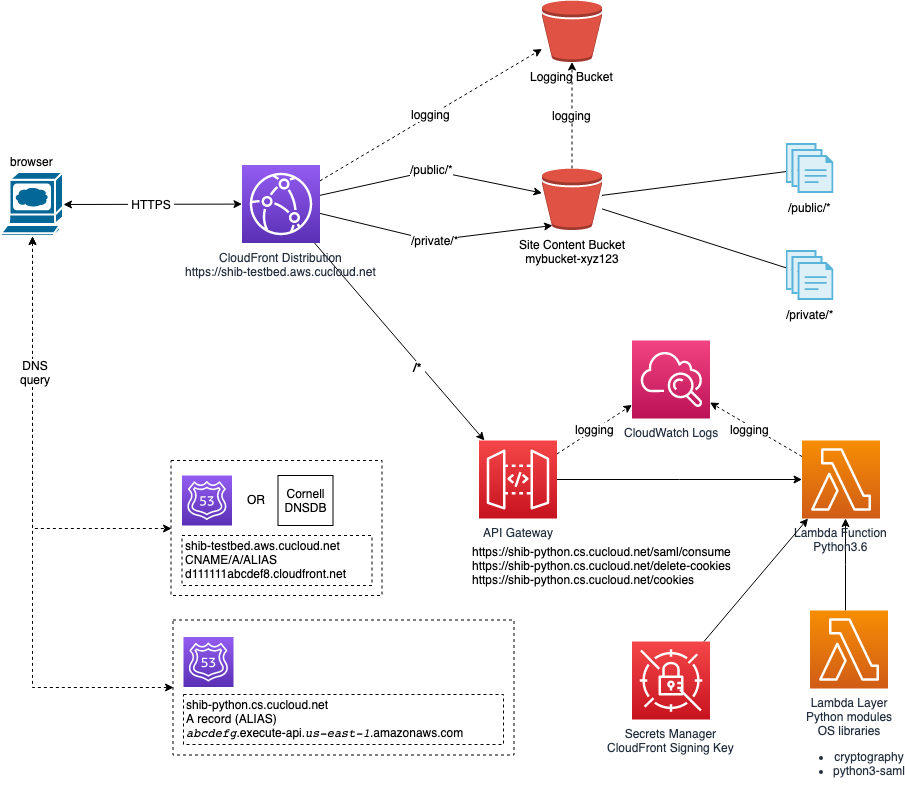 Logging Bucket
logging
logging
browser
HTTPS
/public/*
/private/*
CloudFront Distribution
https://shib-testbed.aws.cucloud.net
Site Content Bucket
mybucket-xyz123
/public/*
/private/*
DNS
query
/*
CloudWatch Logs
logging
logging
API Gateway
https://shib-python.cs.cucloud.net/saml/consume
https://shib-python.cs.cucloud.net/delete-cookies
https://shib-python.cs.cucloud.net/cookies
Lambda Function
Python3.6
53
OR
Cornell
DNSDB
shib-testbed.aws.cucloud.net
CNAME/A/ALIAS
d111111abcdef8.cloudfront.net
53
shib-python.cs.cucloud.net
A record (ALIAS)
abcdefg.execute-api.us-east-1.amazonaws.com
Secrets Manager
CloudFront Signing Key
Lambda Layer
Python modules
OS libraries
• cryptography
• python3-saml